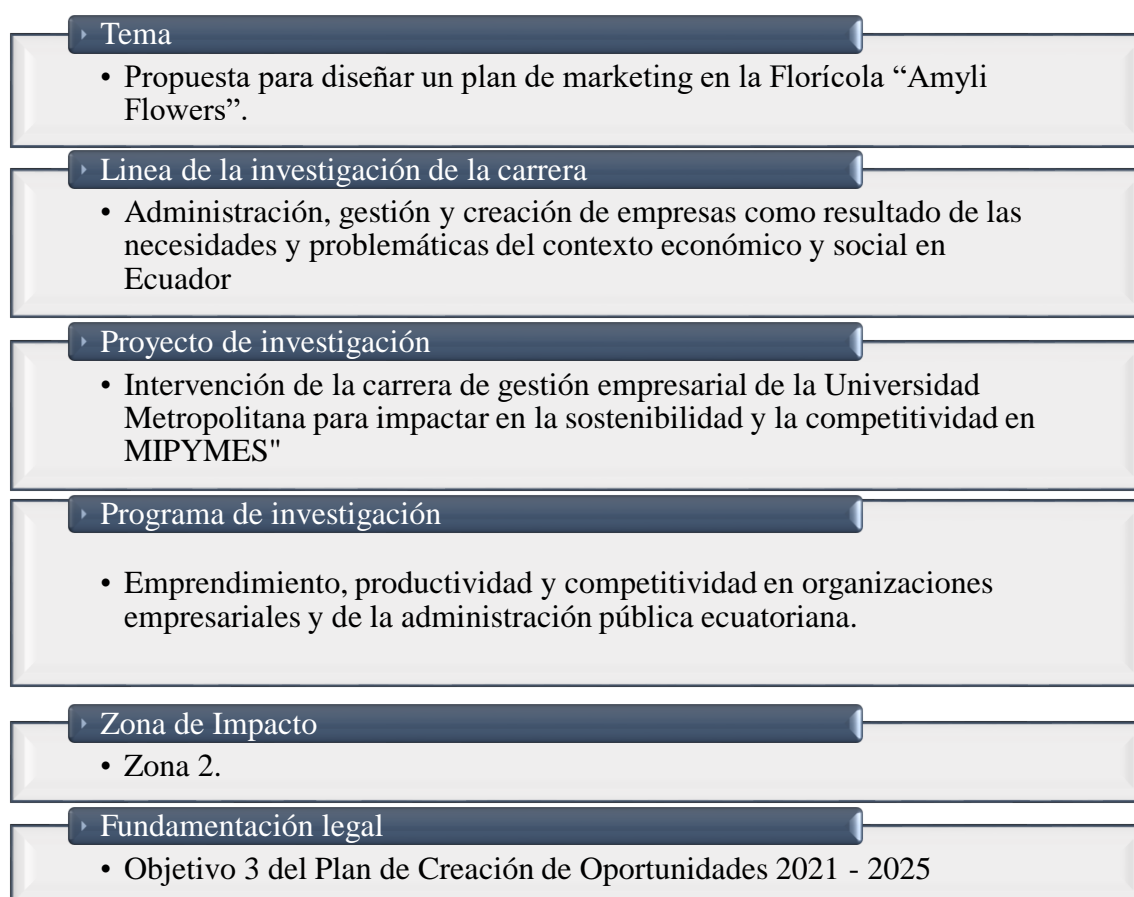 Tema
• Propuesta para diseñar un plan de marketing en la Florícola “Amyli
Flowers”.
Linea de la investigación de la carrera
• Administración, gestión y creación de empresas como resultado de las
necesidades y problemáticas del contexto económico y social en
Ecuador
Proyecto de investigación
• Intervención de la carrera de gestión empresarial de la Universidad
Metropolitana para impactar en la sostenibilidad y la competitividad en
MIPYMES"
Programa de investigación
• Emprendimiento, productividad y competitividad en organizaciones
empresariales y de la administración pública ecuatoriana.
Zona de Impacto
• Zona 2.
Fundamentación legal
• Objetivo 3 del Plan de Creación de Oportunidades 2021 - 2025